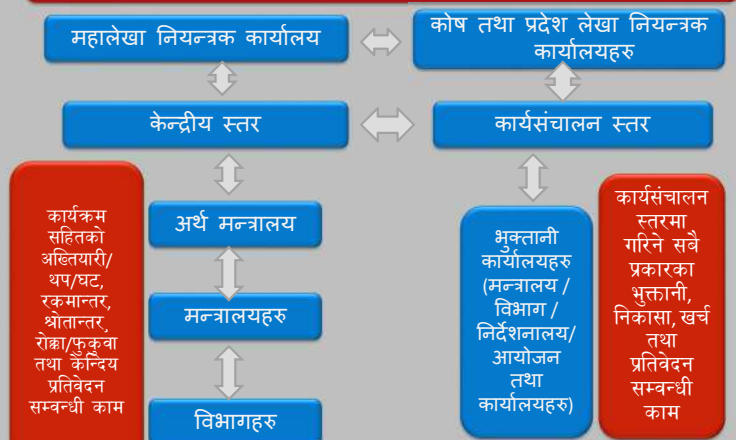 महालेखा नियन्त्रक कार्यालय
कोष तथा प्रदेश लेखा नियन्त्रक
कार्यालयहरु
केन्द्रीय स्तर
कार्यसंचालन स्तर
कार्यक्रम
सहितको
अख्तियारी/
थप/घट,
रकमान्तर,
श्रोतान्तर,
रोक्का/फुकुवा
तथा केन्दिय
प्रतिवेदन
सम्वन्धी काम
अर्थ मन्त्रालय
मन्त्रालयहरु
विभागहरु
भुक्तानी
कार्यालयहरु
(मन्त्रालय /
विभाग /
निर्देशनालय/
आयोजन
तथा
कार्यालयहरु)
कार्यसंचालन
स्तरमा
गरिने सबै
प्रकारका
भुक्तानी,
निकासा, खर्च
तथा
प्रतिवेदन
सम्वन्धी
काम